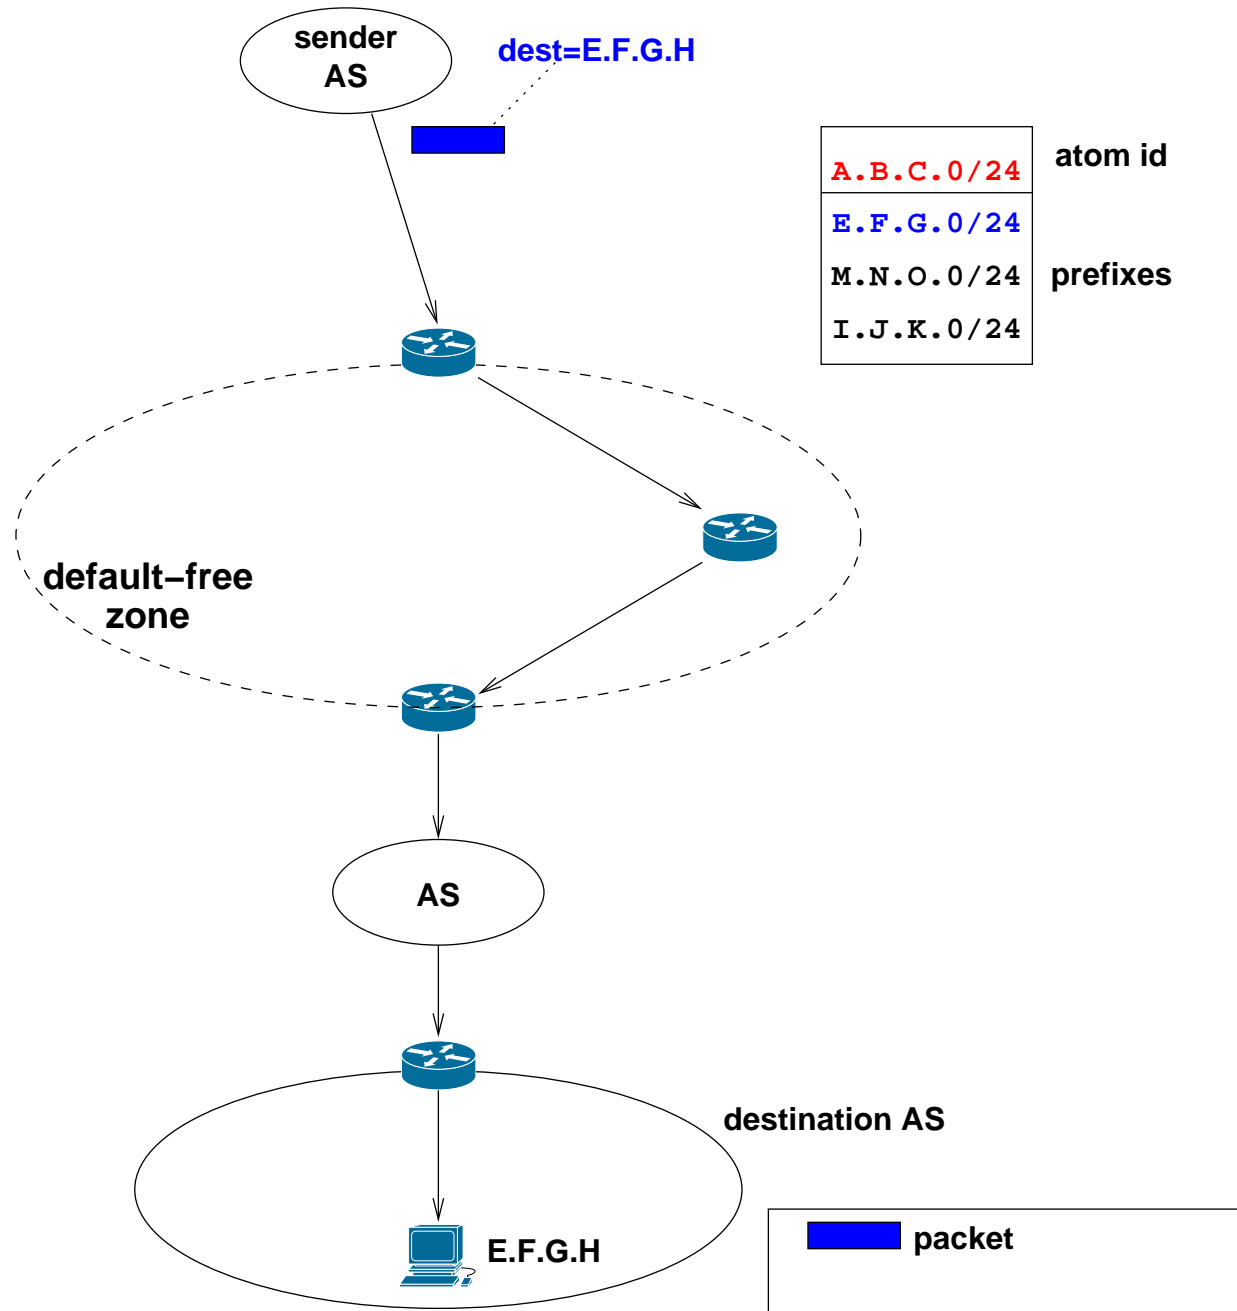 sender
AS
dest=E.F.G.H
A.B.C.0/24
atom id
E.F.G.0/24
M.N.O.0/24
prefixes
I.J.K.0/24
default–free
zone
AS
destination AS
E.F.G.H
packet